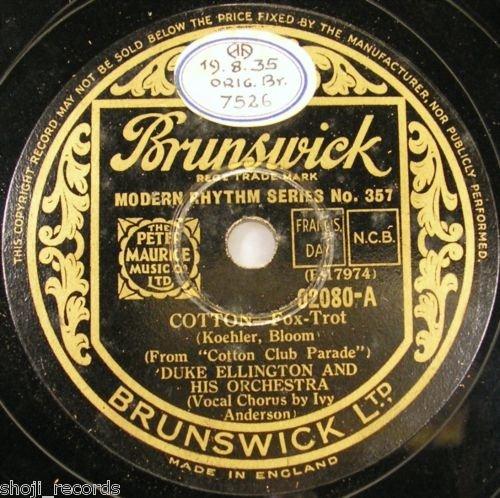 THIS COPYRIGHT RECORD MAY NOT BE SOLD BELOW THE PRICE FIXED BY THE MANUFACTURER, NOR PUBLICLY PERFORMED.
19.8.35
ORIG. Br.
7526
Brunswick
REGD TRADE MARK
MODERN RHYTHM SERIES No. 357
THE
PETER
MAURICE
MUSIC CO
LTD
FRANCIS,
DAY
N.C.B.
(E-17974)
02080-A
COTTON—Fox-Trot
(Koehler, Bloom)
(From "Cotton Club Parade")
DUKE ELLINGTON AND
HIS ORCHESTRA
(Vocal Chorus by Ivy
Anderson)
BRUNSWICK LTD.
MADE IN ENGLAND
shoji_records